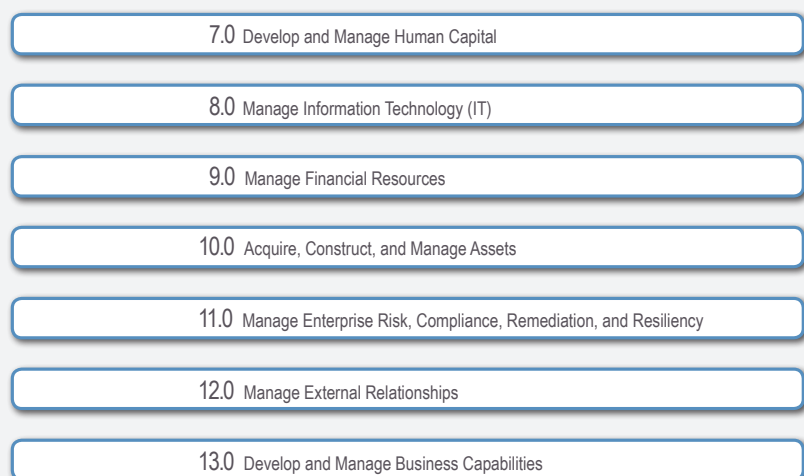 7.0 Develop and Manage Human Capital
8.0 Manage Information Technology (IT)
9.0 Manage Financial Resources
10.0 Acquire, Construct, and Manage Assets
11.0 Manage Enterprise Risk, Compliance, Remediation, and Resiliency
12.0 Manage External Relationships
13.0 Develop and Manage Business Capabilities